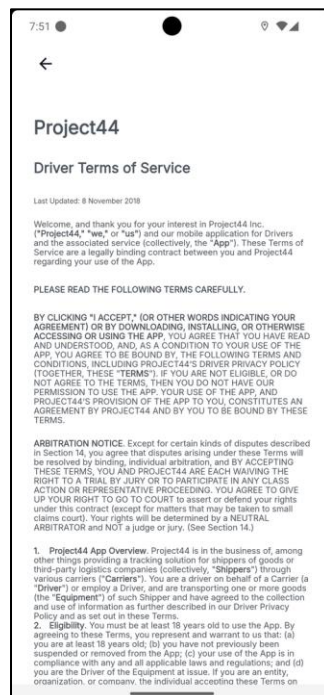 7:51
Project44
Driver Terms of Service
Last Updated: 8 November 2018
Welcome, and thank you for your interest in Project44 Inc.
("Project44," "we," or "us") and our mobile application for Drivers
and the associated service (collectively, the "App"). These Terms of
Service are a legally binding contract between you and Project44
regarding your use of the App.
PLEASE READ THE FOLLOWING TERMS CAREFULLY.
BY CLICKING "I ACCEPT," (OR OTHER WORDS INDICATING YOUR
AGREEMENT) OR BY DOWNLOADING, INSTALLING, OR OTHERWISE
ACCESSING OR USING THE APP, YOU AGREE THAT YOU HAVE READ
AND UNDERSTOOD, AND, AS A CONDITION TO YOUR USE OF THE
APP, YOU AGREE TO BE BOUND BY, THE FOLLOWING TERMS AND
CONDITIONS, INCLUDING PROJECT44'S DRIVER PRIVACY POLICY
(TOGETHER, THESE "TERMS"). IF YOU ARE NOT ELIGIBLE, OR DO
NOT AGREE TO THE TERMS, THEN YOU DO NOT HAVE OUR
PERMISSION TO USE THE APP. YOUR USE OF THE APP, AND
PROJECT44'S PROVISION OF THE APP TO YOU, CONSTITUTES AN
AGREEMENT BY PROJECT44 AND BY YOU TO BE BOUND BY THESE
TERMS.
ARBITRATION NOTICE. Except for certain kinds of disputes described
in Section 14, you agree that disputes arising under these Terms will
be resolved by binding, individual arbitration, and BY ACCEPTING
THESE TERMS, YOU AND PROJECT44 ARE EACH WAIVING THE
RIGHT TO A TRIAL BY JURY OR TO PARTICIPATE IN ANY CLASS
ACTION OR REPRESENTATIVE PROCEEDING. YOU AGREE TO GIVE
UP YOUR RIGHT TO GO TO COURT to assert or defend your rights
under this contract (except for matters that may be taken to small
claims court). Your rights will be determined by a NEUTRAL
ARBITRATOR and NOT a judge or jury. (See Section 14.)
1. Project44 App Overview. Project44 is in the business of, among
other things providing a tracking solution for shippers of goods or
third-party logistics companies (collectively, "Shippers") through
various carriers ("Carriers"). You are a driver on behalf of a Carrier (a
"Driver") or employ a Driver, and are transporting one or more goods
(the "Equipment") of such Shipper and have agreed to the collection
and use of information as further described in our Driver Privacy
Policy and as set out in these Terms.
2. Eligibility. You must be at least 18 years old to use the App. By
agreeing to these Terms, you represent and warrant to us that: (a)
you are at least 18 years old; (b) you have not previously been
suspended or removed from the App; (c) your use of the App is in
compliance with any and all applicable laws and regulations; and (d)
you are the Driver of the Equipment at issue. If you are an entity,
organization, or company, the individual accepting these Terms on